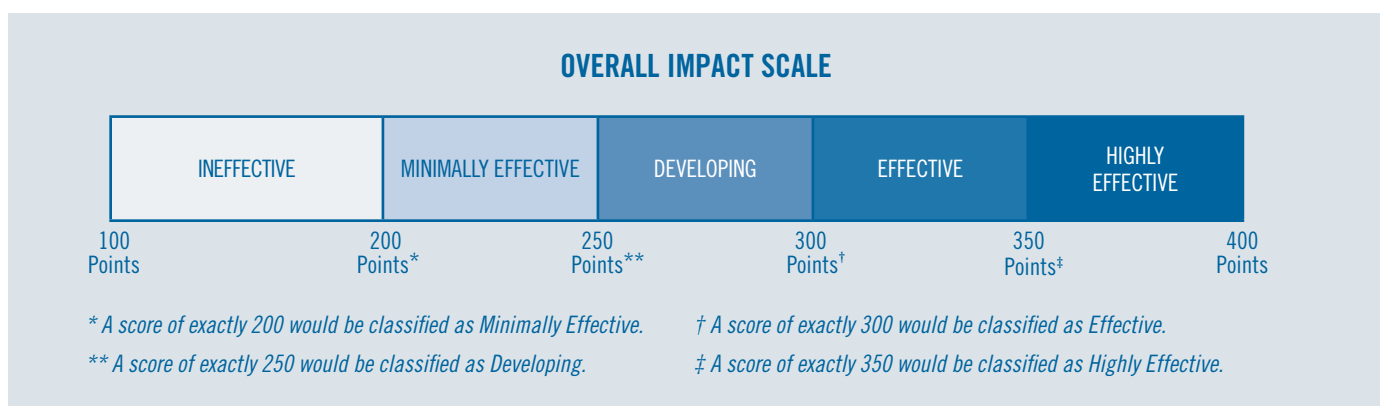 OVERALL IMPACT SCALE
INEFFECTIVE
MINIMALLY EFFECTIVE
DEVELOPING
EFFECTIVE
HIGHLY
EFFECTIVE
100
Points
200
Points*
250
Points**
300
Points†
350
Points‡
400
Points
* A score of exactly 200 would be classified as Minimally Effective.
** A score of exactly 250 would be classified as Developing.
† A score of exactly 300 would be classified as Effective.
‡ A score of exactly 350 would be classified as Highly Effective.